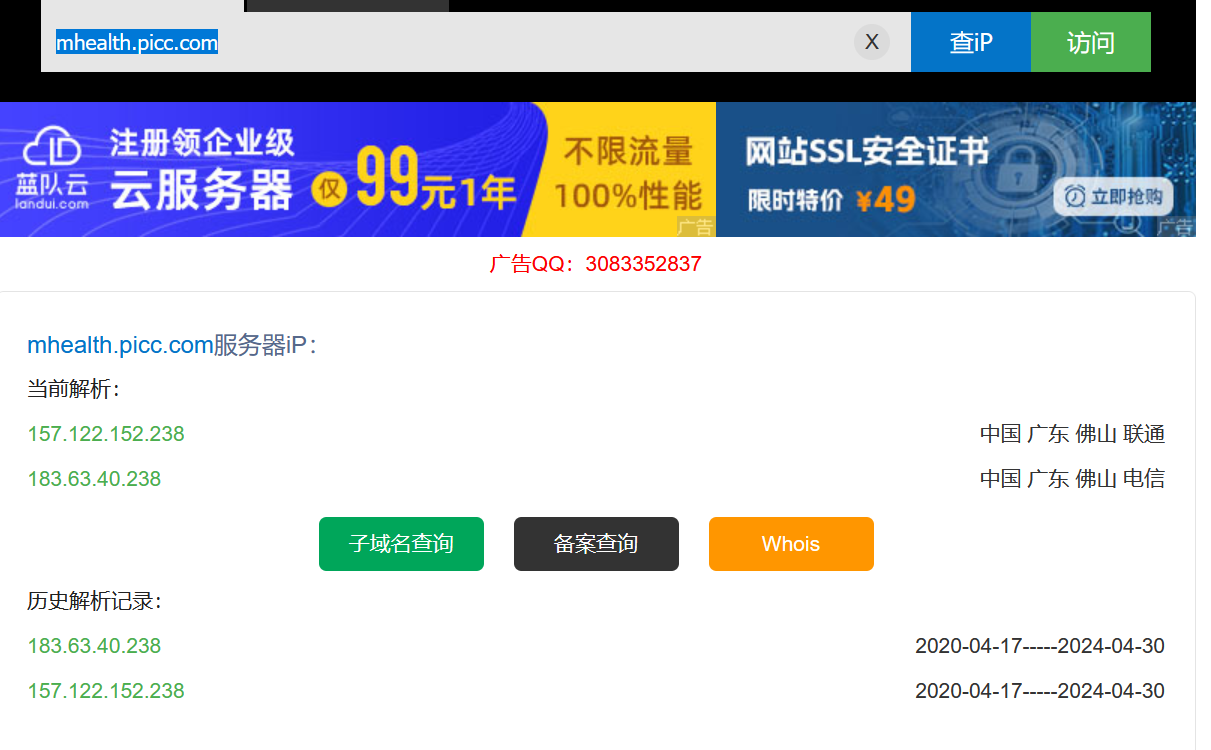 mhealth.picc.com X 查iP 访问
蓝队云
landui.com
注册领企业级
云服务器 仅99元1年
不限流量
100%性能
广告
网站SSL安全证书
限时特价 ¥49
立即抢购
广告
广告QQ：3083352837
mhealth.picc.com服务器iP：
当前解析：
157.122.152.238 中国 广东 佛山 联通
183.63.40.238 中国 广东 佛山 电信
子域名查询 备案查询 Whois
历史解析记录：
183.63.40.238 2020-04-17-----2024-04-30
157.122.152.238 2020-04-17-----2024-04-30